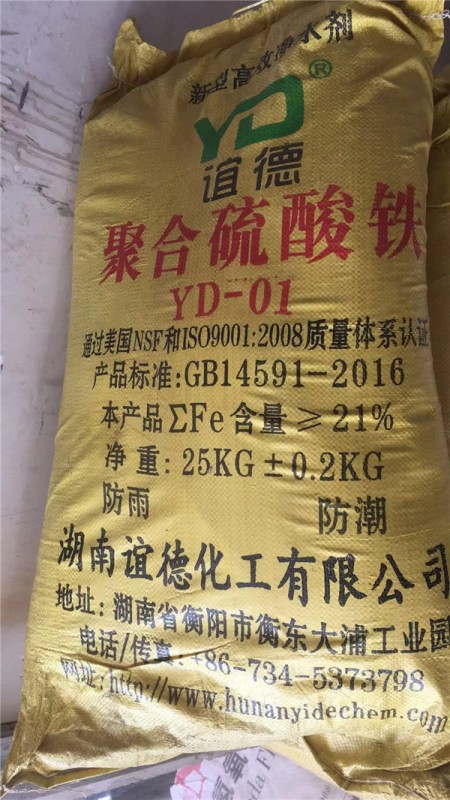 新型高效净水剂
YD®
谊德
聚合硫酸铁
YD-01
通过美国NSF和ISO9001:2008质量体系认证
产品标准:GB14591-2016
本产品ΣFe含量≥21%
净重:25KG±0.2KG
防雨 防潮
湖南谊德化工有限公司
地址:湖南省衡阳市衡东大浦工业园
电话/传真:+86-734-5373798
网址:http://www.hunanyidechem.com